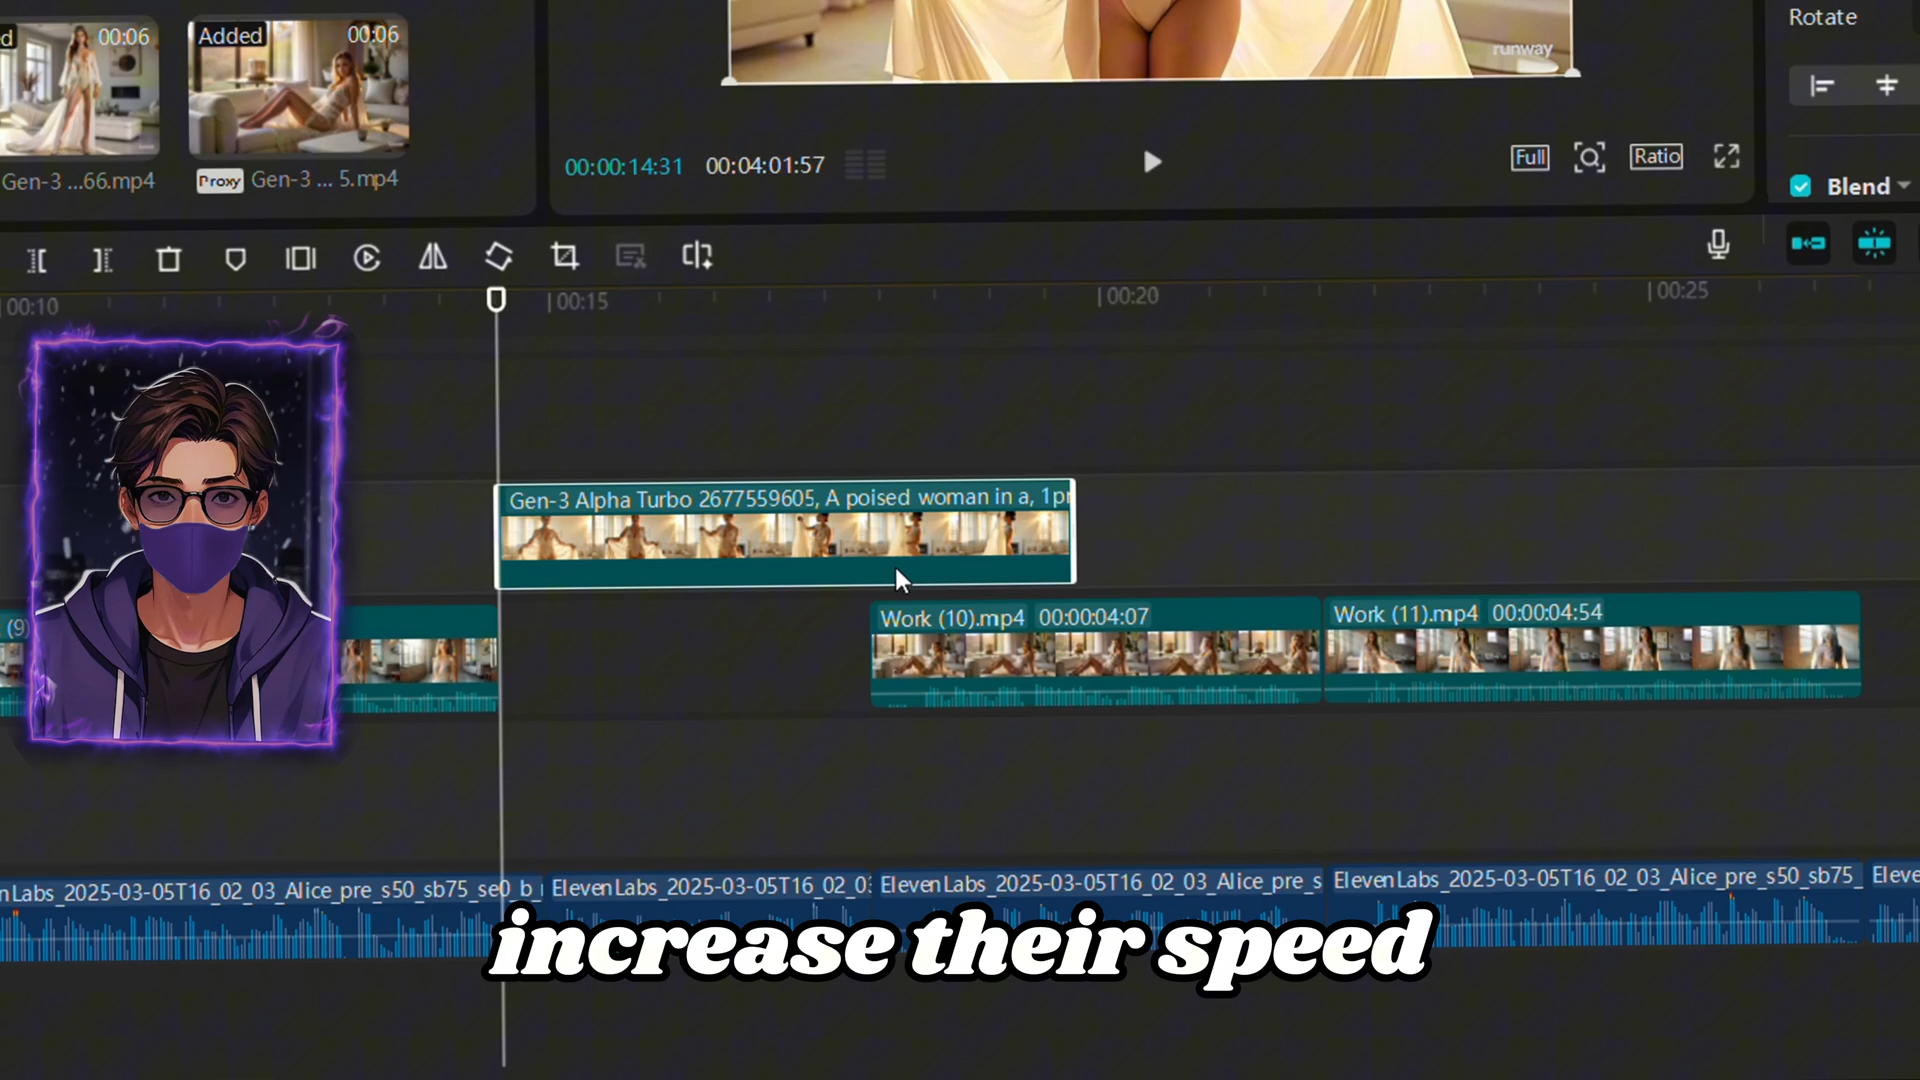 d 00:06
Added 00:06
Gen-3 ...66.mp4
Proxy Gen-3 ... 5.mp4
runway
Rotate
00:00:14:31 00:04:01:57
Full
Ratio
Blend
00:10
00:15
00:20
00:25
Gen-3 Alpha Turbo 2677559605, A poised woman in a, 1pr
(9)
Work (10).mp4 00:00:04:07
Work (11).mp4 00:00:04:54
nLabs_2025-03-05T16_02_03_Alice_pre_s50_sb75_se0_b
ElevenLabs_2025-03-05T16_02_03
ElevenLabs_2025-03-05T16_02_03_Alice_pre_s
ElevenLabs_2025-03-05T16_02_03_Alice_pre_s50_sb75_
Eleve
increase their speed